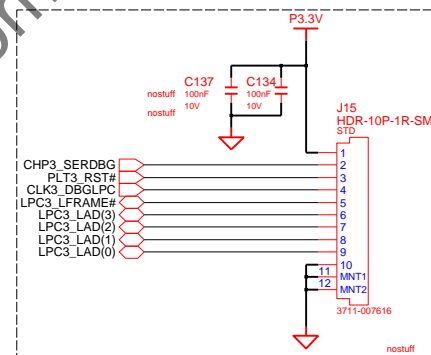 P3.3V
C137
C134
nostuff 100nF 100nF
10V 10V
nostuff
J15
HDR-10P-1R-SM
STD
1
CHP3_SERDBG 2
PLT3_RST# 3
CLK3_DBGLPC 4
LPC3_LFRAME# 5
LPC3_LAD(3) 6
LPC3_LAD(2) 7
LPC3_LAD(1) 8
LPC3_LAD(0) 9
10
11 MNT1
12 MNT2
3711-007616
nostuff